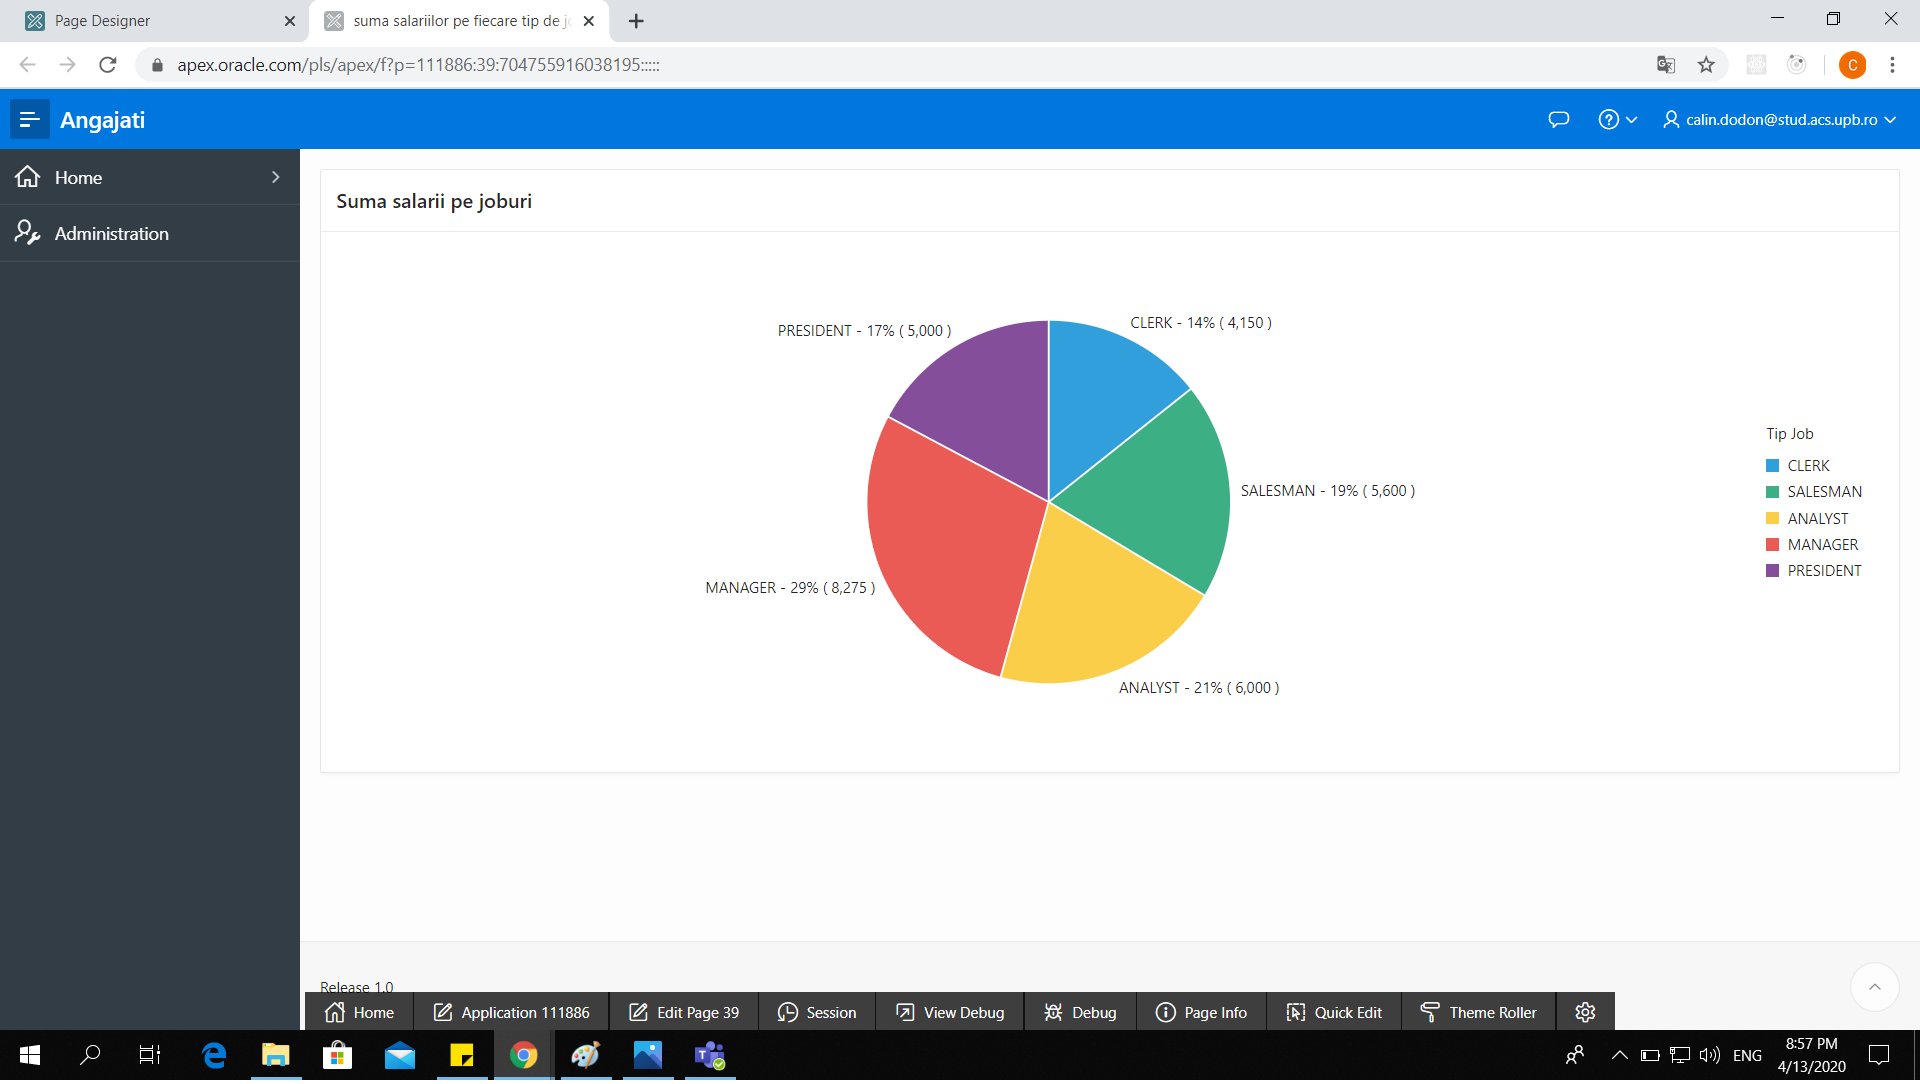 Page Designer
suma salariilor pe fiecare tip de jo
apex.oracle.com/pls/apex/f?p=111886:39:704755916038195:::::
C
Angajati
calin.dodon@stud.acs.upb.ro
Home
Administration
Suma salarii pe joburi
PRESIDENT - 17% ( 5,000 )
CLERK - 14% ( 4,150 )
SALESMAN - 19% ( 5,600 )
MANAGER - 29% ( 8,275 )
ANALYST - 21% ( 6,000 )
Tip Job
CLERK
SALESMAN
ANALYST
MANAGER
PRESIDENT
Release 1.0
Home
Application 111886
Edit Page 39
Session
View Debug
Debug
Page Info
Quick Edit
Theme Roller
ENG
8:57 PM
4/13/2020